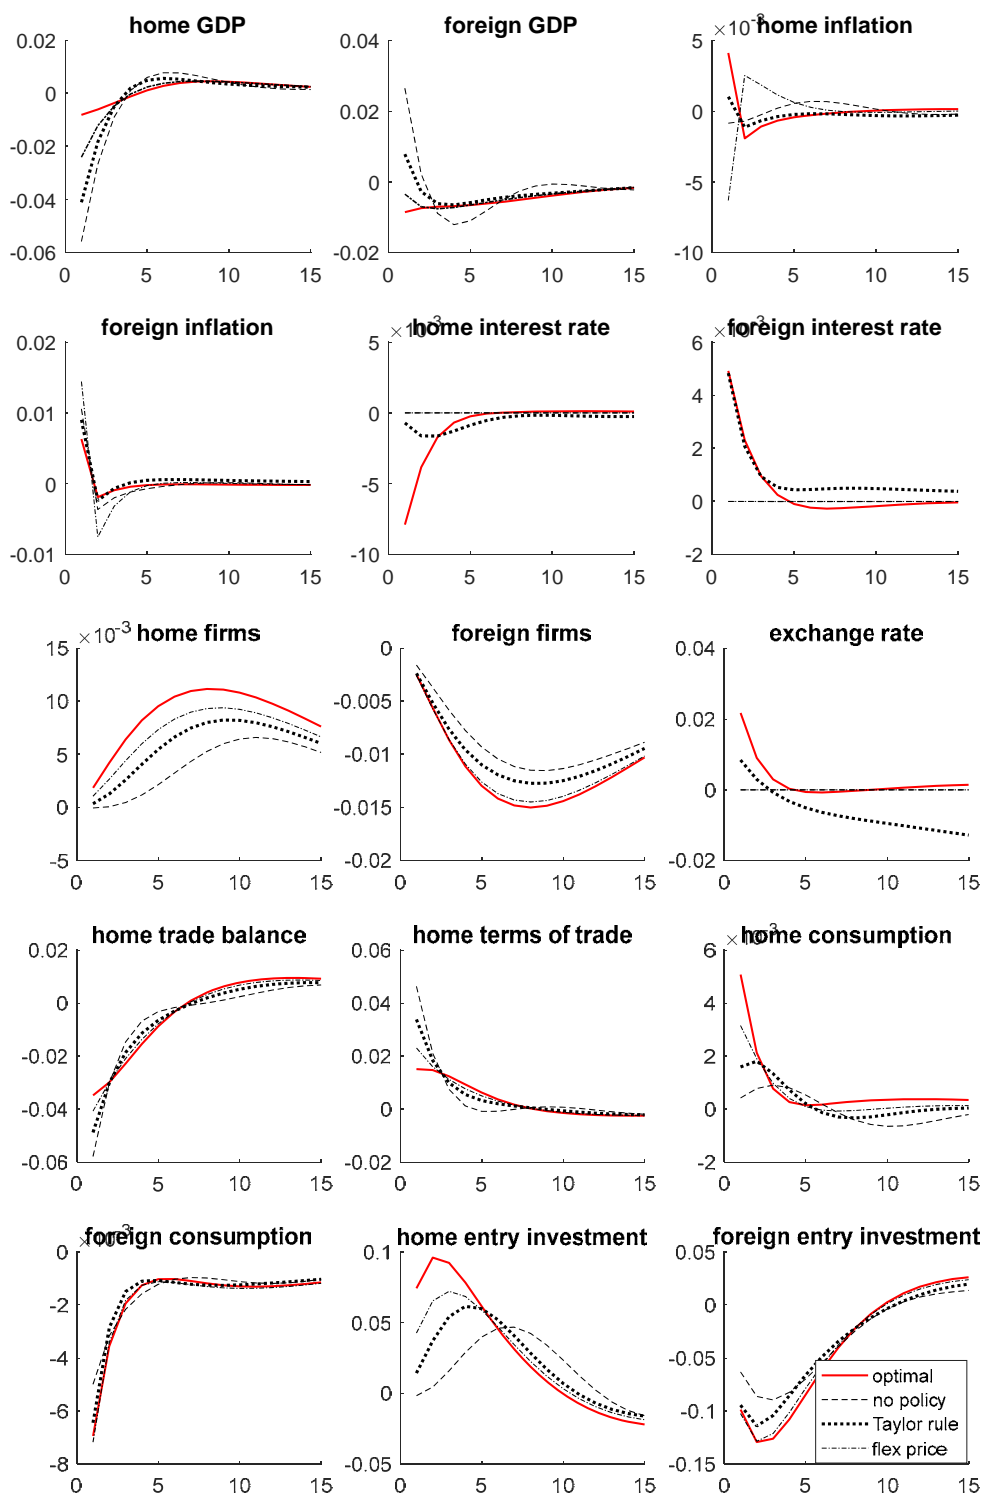 home GDP
0.02
0
-0.02
-0.04
-0.06
0 5 10 15
foreign GDP
0.04
0.02
0
-0.02
0 5 10 15
×10-3
home inflation
5
0
-5
-10
0 5 10 15
foreign inflation
0.02
0.01
0
-0.01
0 5 10 15
×10-3
home interest rate
5
0
-5
-10
0 5 10 15
×10-3
foreign interest rate
6
4
2
0
-2
0 5 10 15
×10-3
home firms
15
10
5
0
-5
0 5 10 15
foreign firms
0
-0.005
-0.01
-0.015
-0.02
0 5 10 15
exchange rate
0.04
0.02
0
-0.02
0 5 10 15
home trade balance
0.02
0
-0.02
-0.04
-0.06
0 5 10 15
home terms of trade
0.06
0.04
0.02
0
-0.02
0 5 10 15
×10-3
home consumption
6
4
2
0
-2
0 5 10 15
×10-3
foreign consumption
0
-2
-4
-6
-8
0 5 10 15
home entry investment
0.1
0.05
0
-0.05
0 5 10 15
foreign entry investment
0.05
0
-0.05
-0.1
-0.15
0 5 10 15
optimal
no policy
Taylor rule
flex price